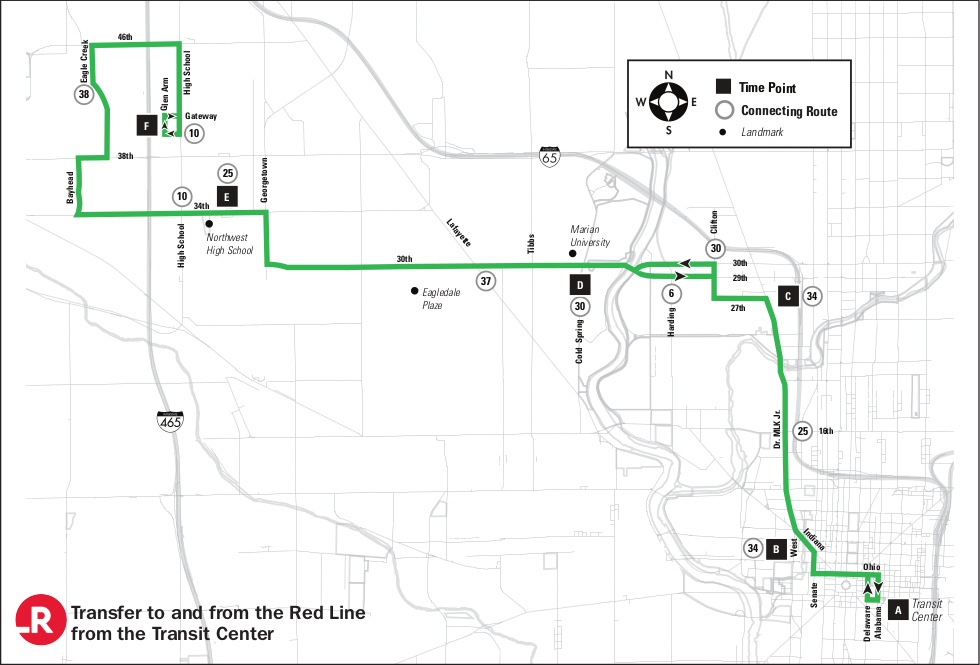 46th
Eagle Creek
High School
Glen Arm
38
F
Gateway
10
38th
Bayhead
25
Georgetown
10
E
34th
High School
Northwest
High School
465
N
W
E
S
Time Point
Connecting Route
Landmark
65
Lafayette
Tibbs
Marian
University
Clifton
30
30th
30th
29th
37
Eagledale
Plaze
D
30
Cold Spring
6
Harding
27th
C
34
Dr. MLK Jr.
25
16th
Indiana
34
B
West
Ohio
Senate
Delaware
Alabama
A
Transit
Center
R
Transfer to and from the Red Line
from the Transit Center